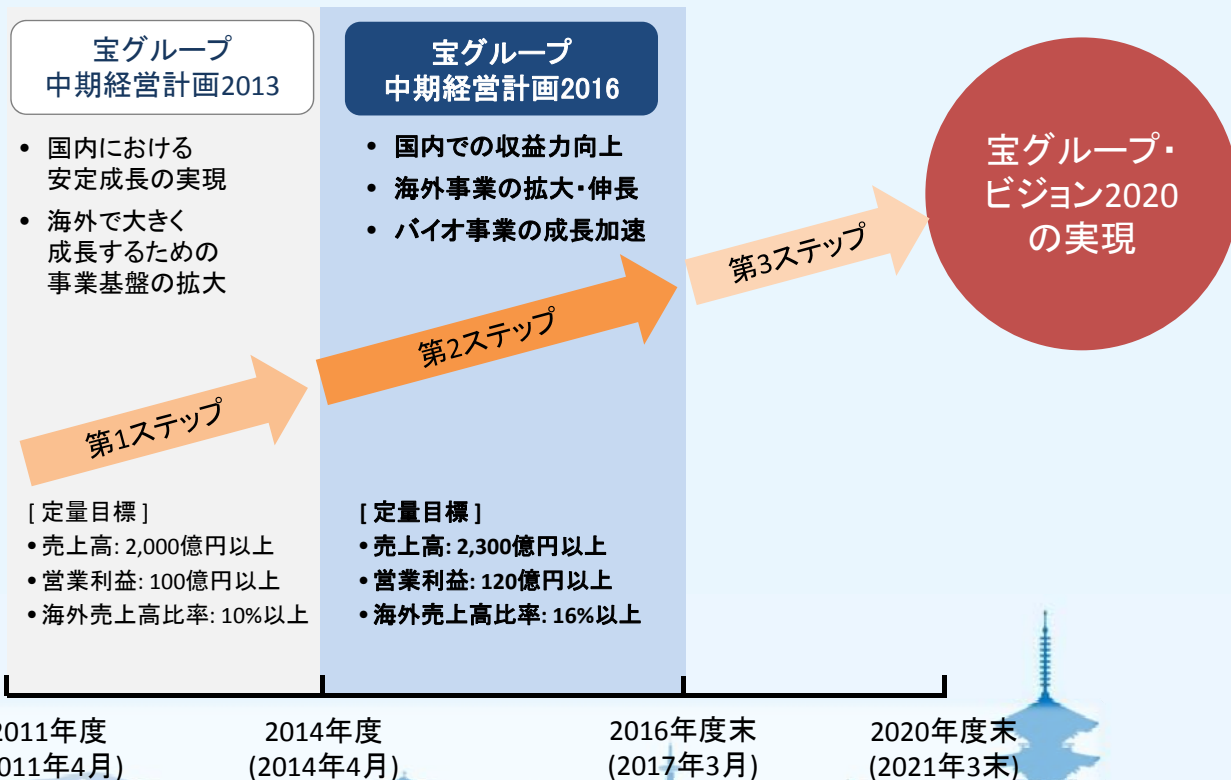 宝グループ
中期経営計画2013
• 国内における
安定成長の実現
• 海外で大きく
成長するための
事業基盤の拡大
第1ステップ
[ 定量目標 ]
• 売上高: 2,000億円以上
• 営業利益: 100億円以上
• 海外売上高比率: 10%以上
宝グループ
中期経営計画2016
• 国内での収益力向上
• 海外事業の拡大・伸長
• バイオ事業の成長加速
第2ステップ
[ 定量目標 ]
• 売上高: 2,300億円以上
• 営業利益: 120億円以上
• 海外売上高比率: 16%以上
第3ステップ
宝グループ・
ビジョン2020
の実現
2011年度
011年4月)
2014年度
(2014年4月)
2016年度末
(2017年3月)
2020年度末
(2021年3末)